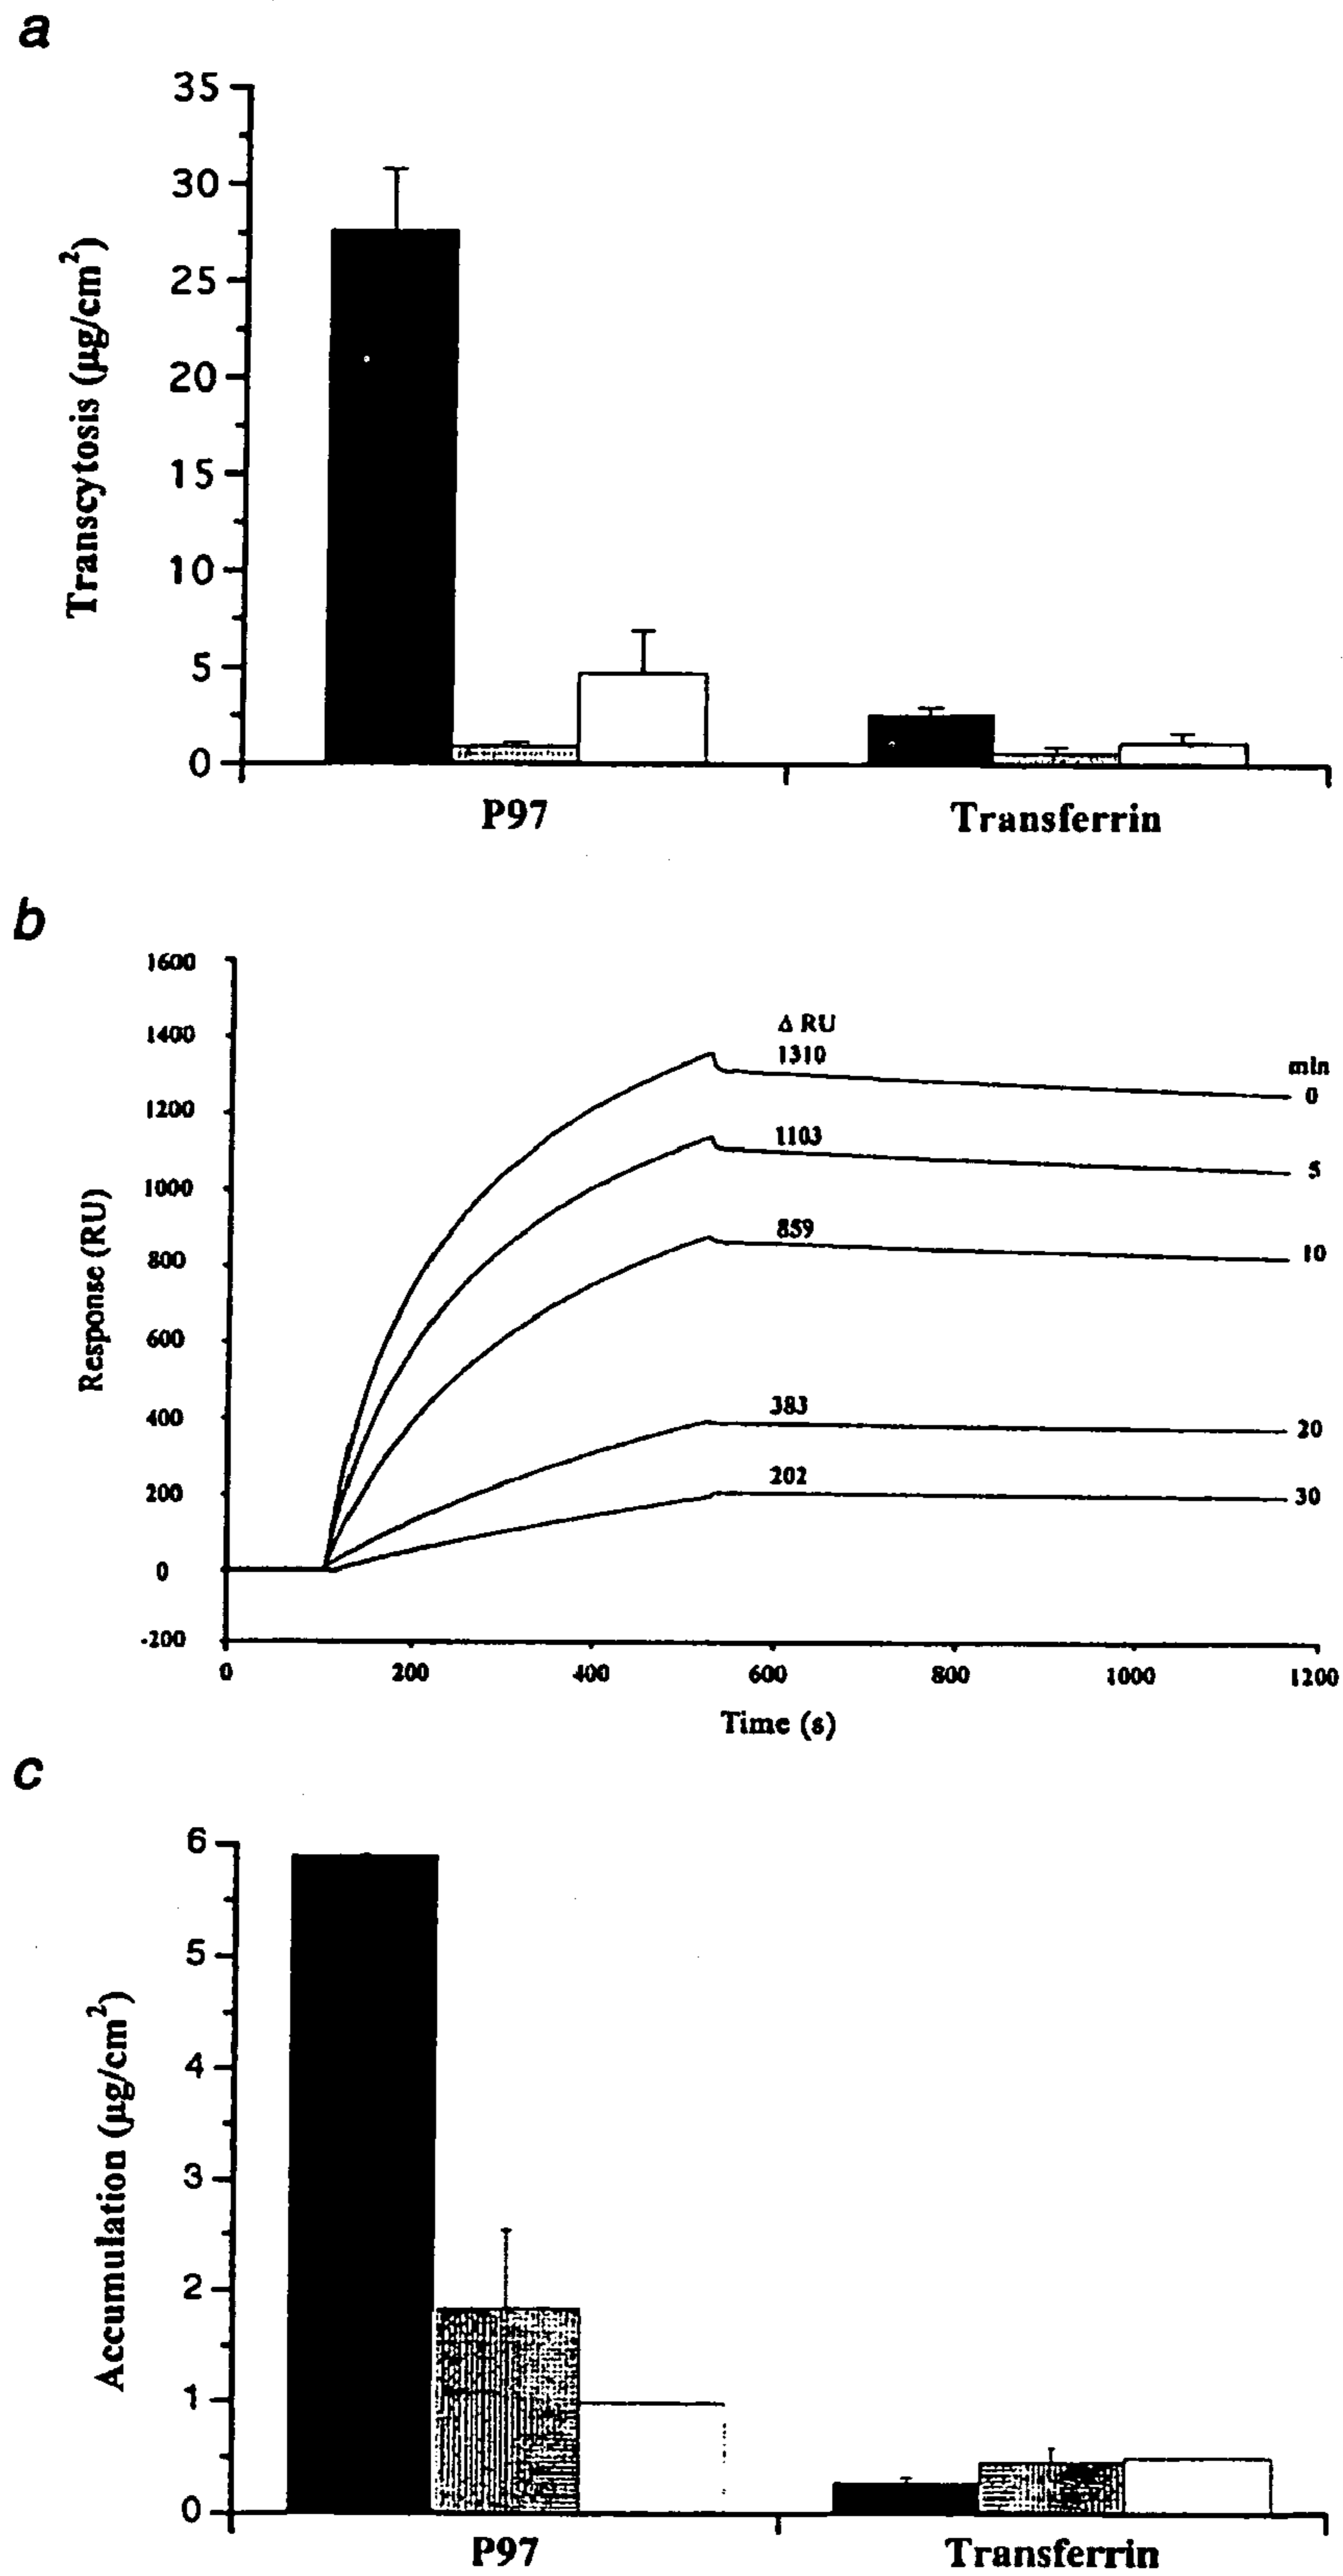 a
35
30
25
20
15
10
5
0
Transcytosis (µg/cm²)
P97
Transferrin
b
1600
1400
1200
1000
800
600
400
200
0
-200
Response (RU)
Δ RU
1310
1103
859
383
202
min
0
5
10
20
30
0 200 400 600 800 1000 1200
Time (s)
c
6
5
4
3
2
1
0
Accumulation (µg/cm²)
P97
Transferrin